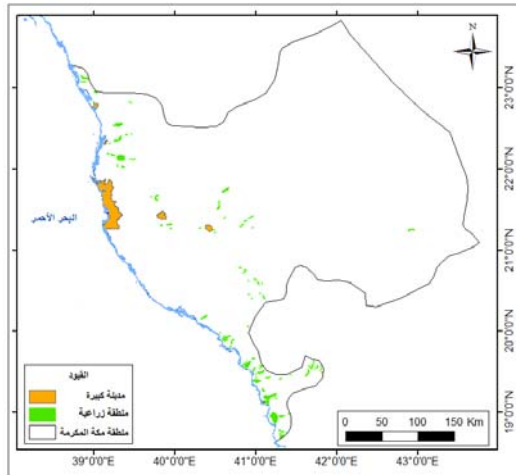 N
23°0'0"N
22°0'0"N
21°0'0"N
20°0'0"N
19°0'0"N
البحر الأحمر
القيود
مدينة كبيرة
منطقة زراعية
منطقة مكة المكرمة
0 50 100 150 Km
39°0'0"E 40°0'0"E 41°0'0"E 42°0'0"E 43°0'0"E